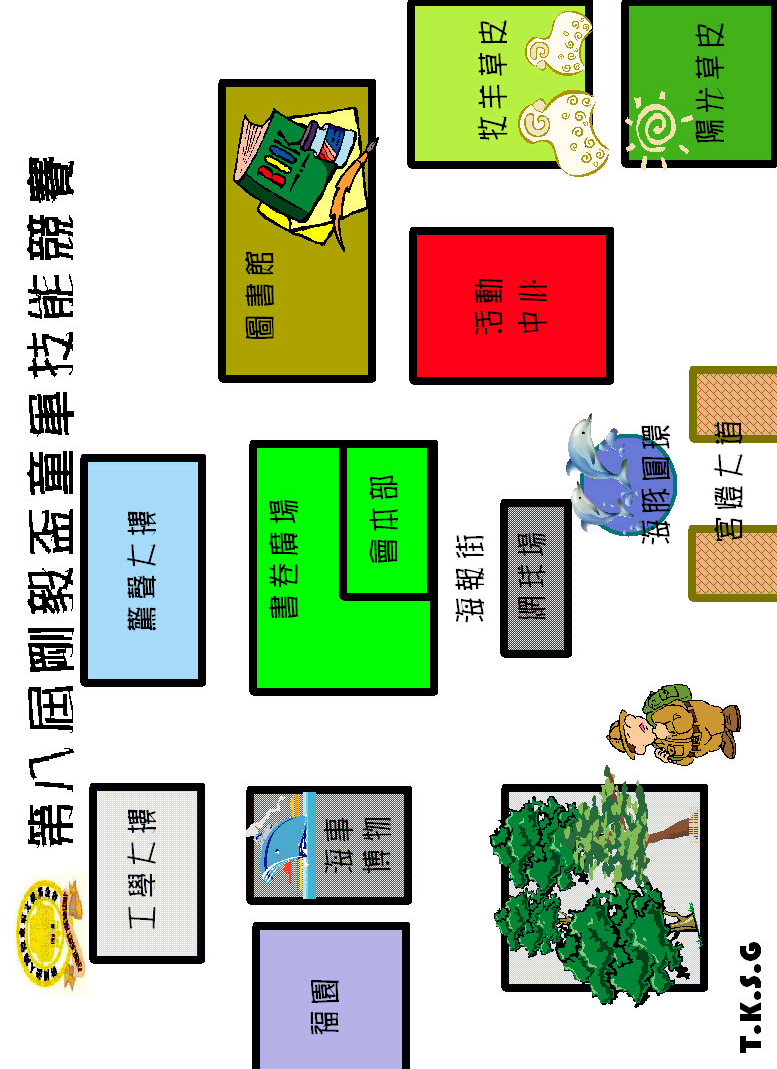 第八屆剛毅盃童軍技能競賽
工學大樓
驚聲大樓
圖書館
BOOK
牧羊草皮
陽光草皮
海事
博物
書卷廣場
會本部
活動
中心
福園
海報街
網球場
海豚圓環
宮燈大道
T.K.S.G